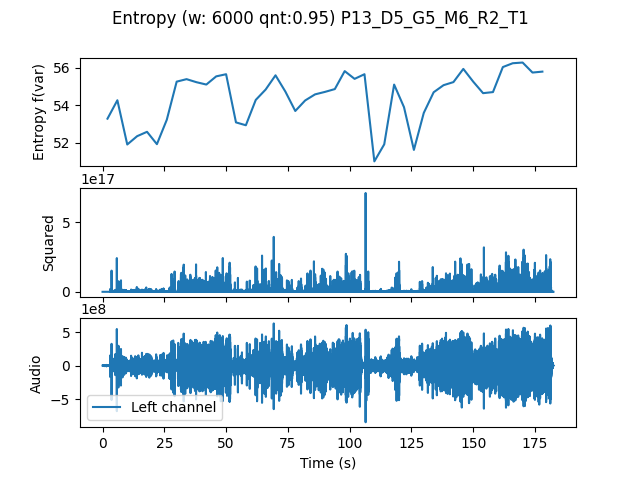 Entropy (w: 6000 qnt:0.95) P13_D5_G5_M6_R2_T1
Entropy f(var)
56
54
52
1e17
Squared
5
0
1e8
Audio
5
0
−5
Left channel
0
25
50
75
100
125
150
175
Time (s)